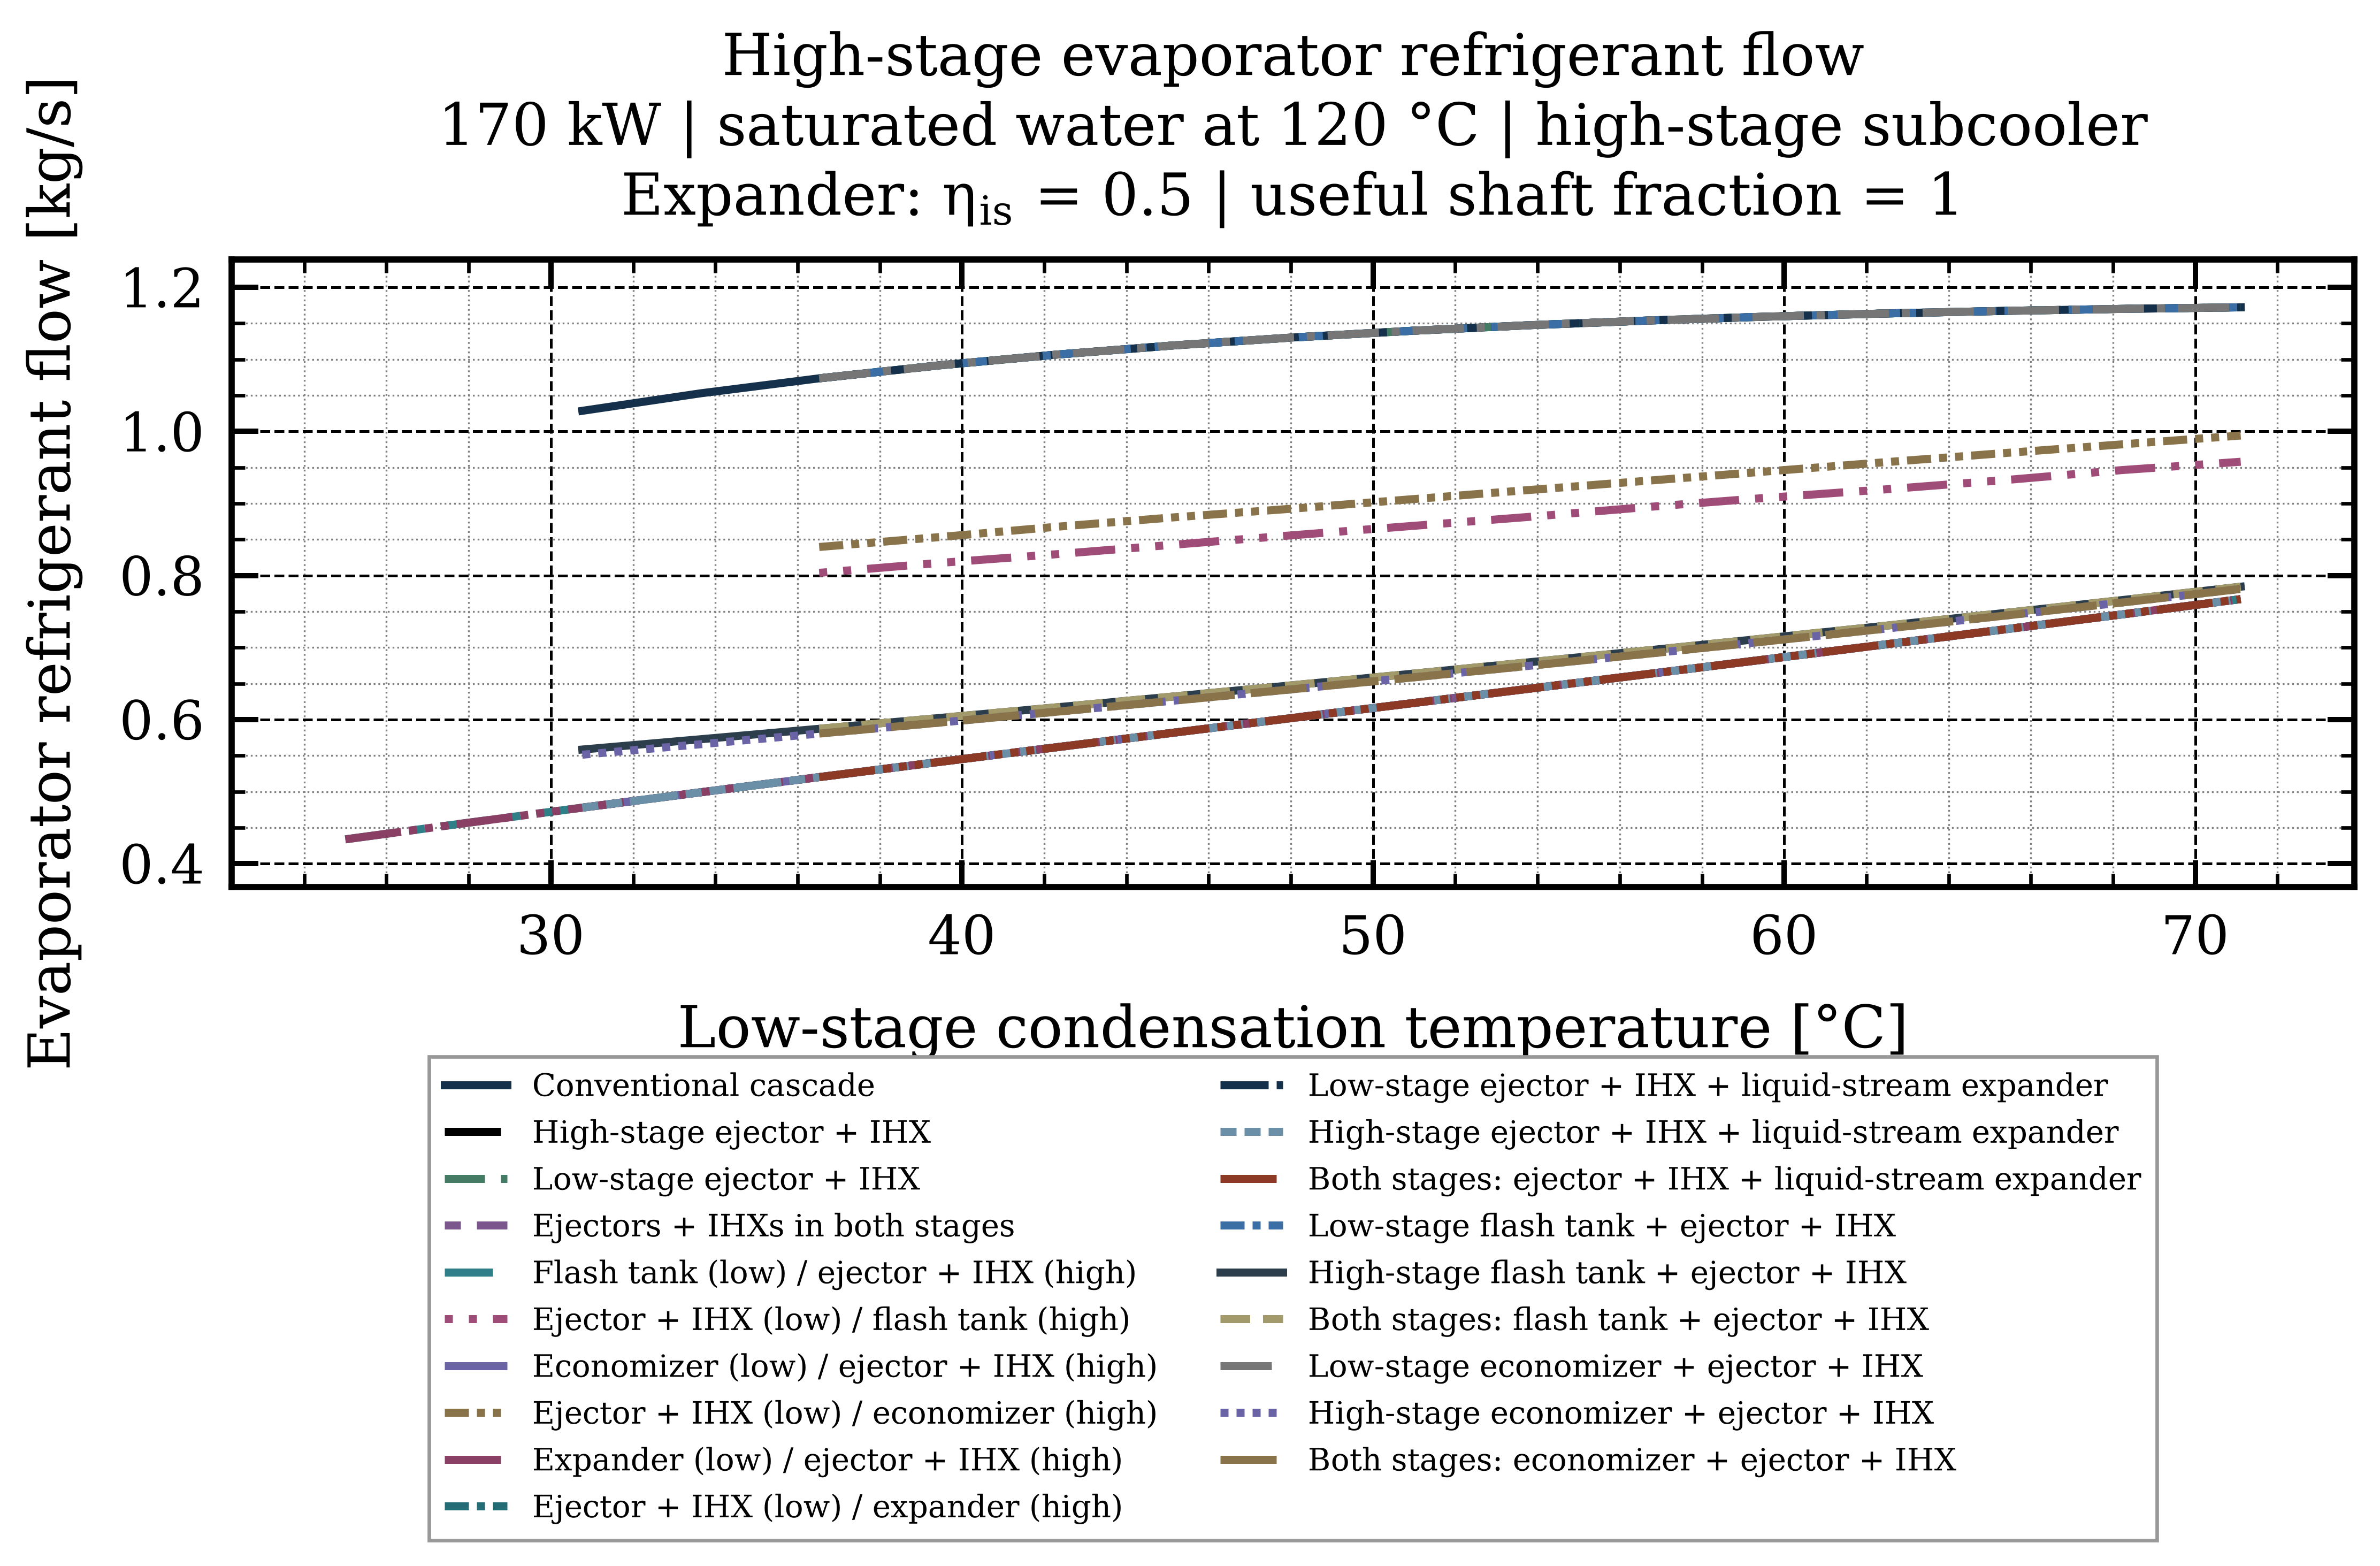 High-stage evaporator refrigerant flow
170 kW | saturated water at 120 °C | high-stage subcooler
Expander: ηis = 0.5 | useful shaft fraction = 1
Evaporator refrigerant flow [kg/s]
1.2
1.0
0.8
0.6
0.4
30 40 50 60 70
Low-stage condensation temperature [°C]
Conventional cascade
High-stage ejector + IHX
Low-stage ejector + IHX
Ejectors + IHXs in both stages
Flash tank (low) / ejector + IHX (high)
Ejector + IHX (low) / flash tank (high)
Economizer (low) / ejector + IHX (high)
Ejector + IHX (low) / economizer (high)
Expander (low) / ejector + IHX (high)
Ejector + IHX (low) / expander (high)
Low-stage ejector + IHX + liquid-stream expander
High-stage ejector + IHX + liquid-stream expander
Both stages: ejector + IHX + liquid-stream expander
Low-stage flash tank + ejector + IHX
High-stage flash tank + ejector + IHX
Both stages: flash tank + ejector + IHX
Low-stage economizer + ejector + IHX
High-stage economizer + ejector + IHX
Both stages: economizer + ejector + IHX